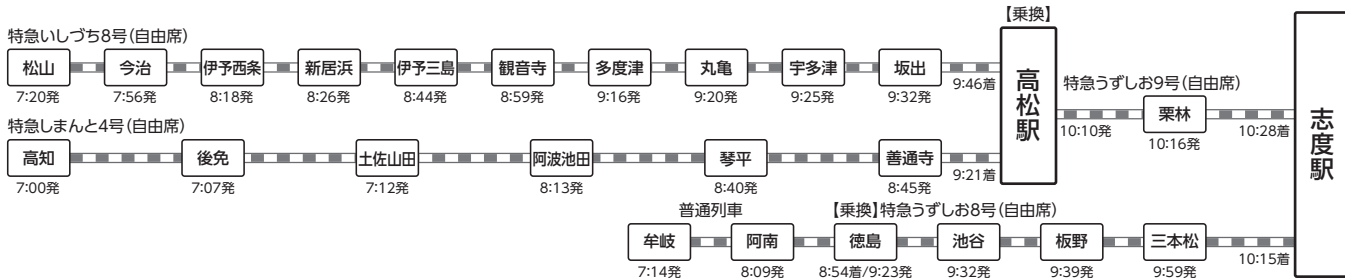 【乗換】
特急いしづち8号(自由席)
松山 今治 伊予西条 新居浜 伊予三島 観音寺 多度津 丸亀 宇多津 坂出
7:20発 7:56発 8:18発 8:26発 8:44発 8:59発 9:16発 9:20発 9:25発 9:32発 9:46着
高松駅
特急うずしお9号(自由席)
栗林
10:10発 10:16発 10:28着
志度駅
特急しまんと4号(自由席)
高知 後免 土佐山田 阿波池田 琴平 善通寺
7:00発 7:07発 7:12発 8:13発 8:40発 8:45発 9:21着
普通列車 【乗換】特急うずしお8号(自由席)
牟岐 阿南 徳島 池谷 板野 三本松
7:14発 8:09発 8:54着/9:23発 9:32発 9:39発 9:59発 10:15着